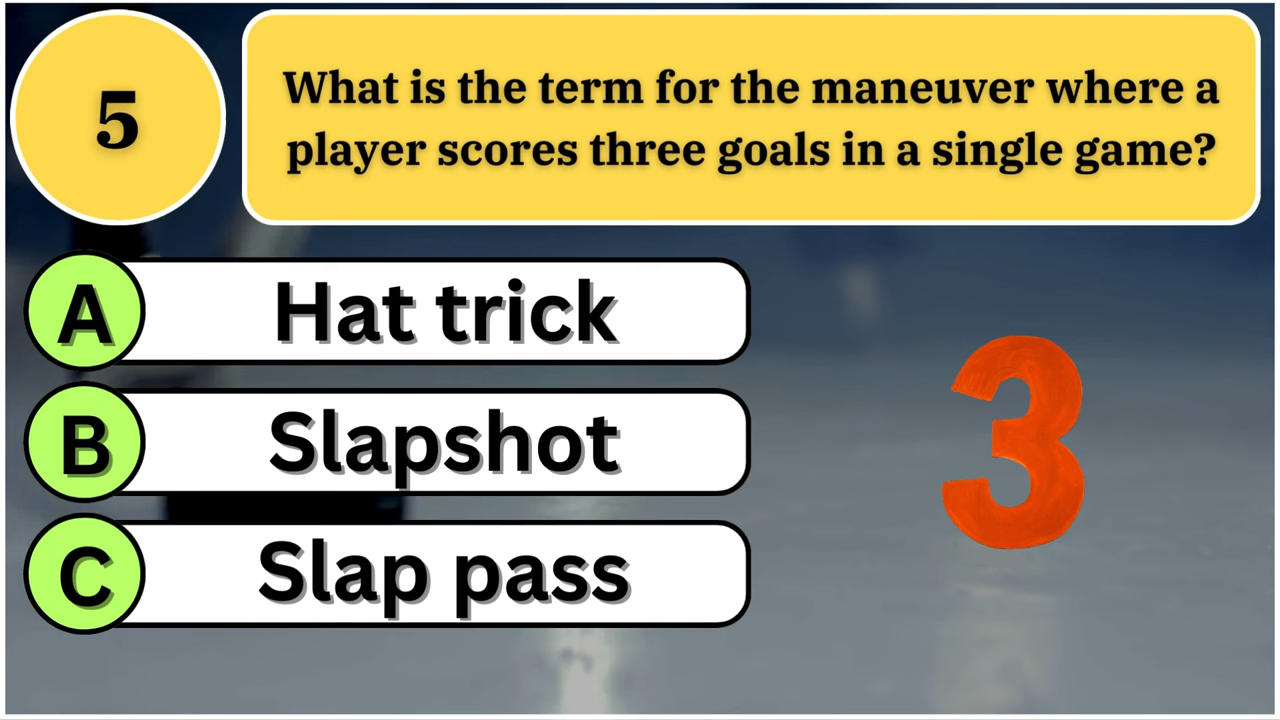 5
What is the term for the maneuver where a
player scores three goals in a single game?
A Hat trick
B Slapshot
C Slap pass
3